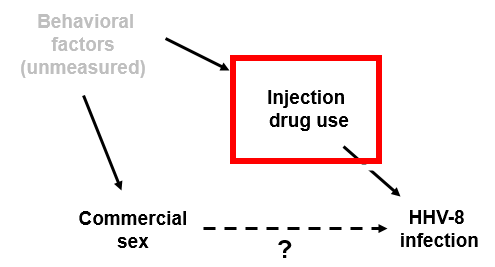 Behavioral
factors
(unmeasured)
Injection
drug use
Commercial
sex
?
HHV-8
infection